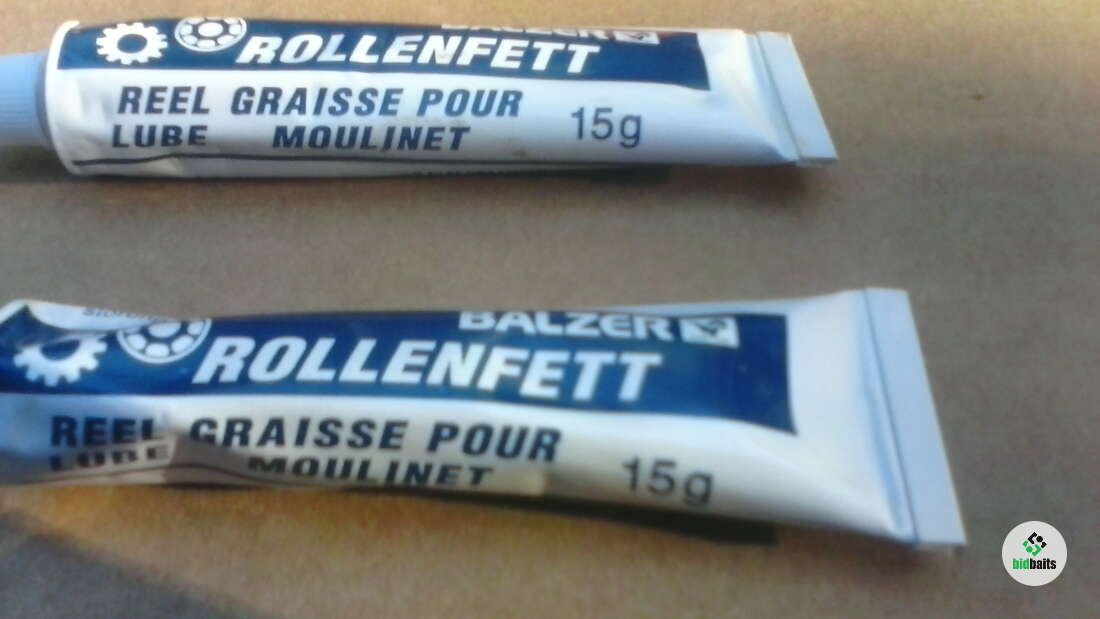 BALZER
ROLLENFETT
REEL GRAISSE POUR
LUBE MOULINET
15g
BALZER
ROLLENFETT
REEL GRAISSE POUR
LUBE MOULINET
15g
bidbaits